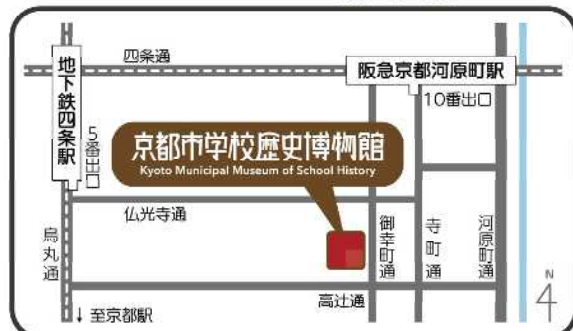 四条通
地下鉄四条駅
阪急京都河原町駅
10番出口
5番出口
京都市学校歴史博物館
Kyoto Municipal Museum of School History
仏光寺通
烏丸通
御幸町通
寺町通
河原町通
高辻通
↓至京都駅
N